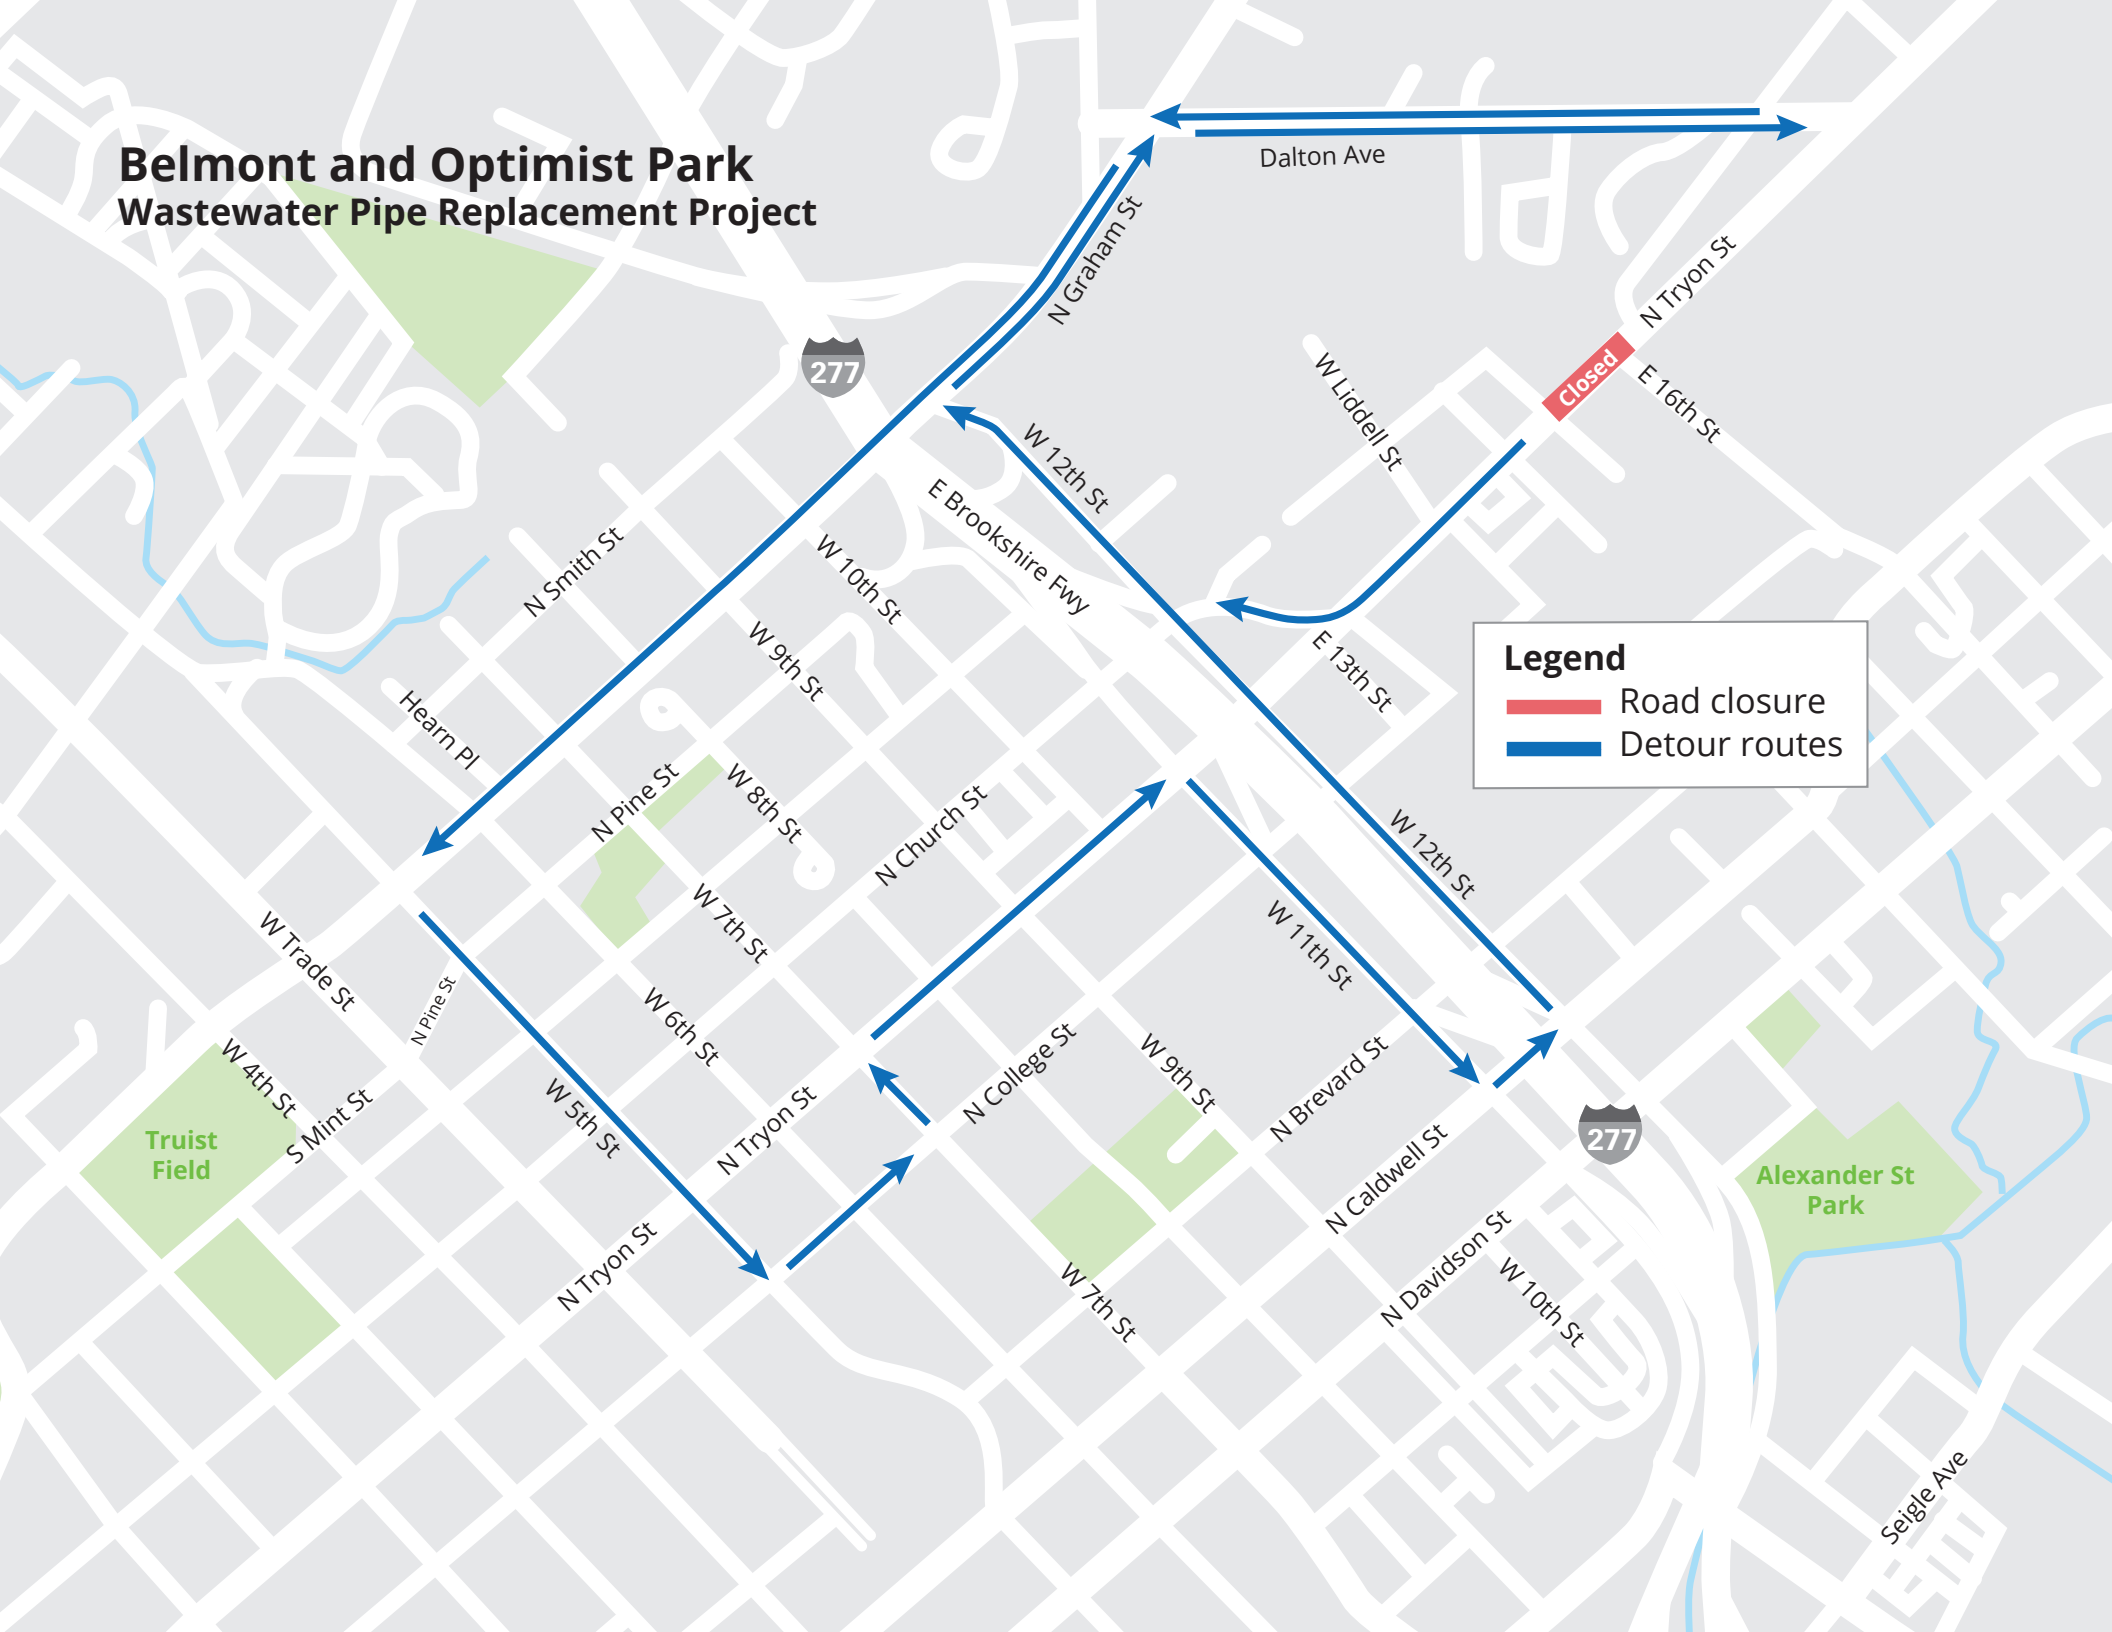 Belmont and Optimist Park
Wastewater Pipe Replacement Project
Dalton Ave
N Graham St
N Tryon St
277
Closed
W Liddell St
E 16th St
W 12th St
E Brookshire Fwy
N Smith St
W 10th St
W 9th St
E 13th St
Legend
Road closure
Detour routes
Hearn Pl
N Pine St
W 8th St
N Church St
W 12th St
W 7th St
W Trade St
W 11th St
N Pine St
W 6th St
W 4th St
S Mint St
W 5th St
N College St
W 9th St
N Brevard St
N Tryon St
N Caldwell St
277
Truist
Field
Alexander St
Park
N Tryon St
W 7th St
N Davidson St
W 10th St
Seigle Ave